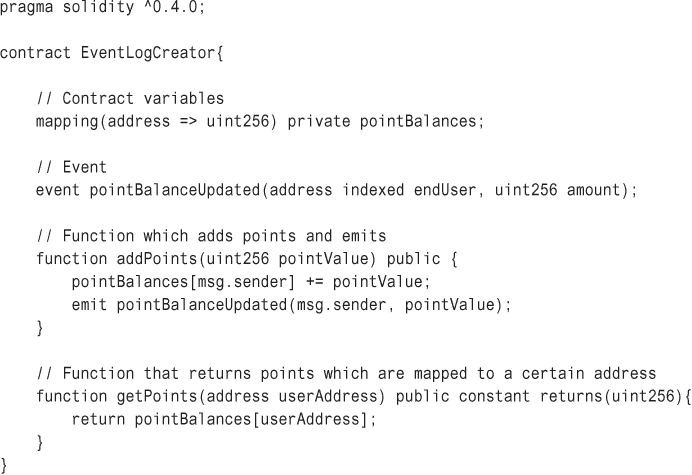 pragma solidity ^0.4.0;

contract EventLogCreator{

    // Contract variables
    mapping(address => uint256) private pointBalances;

    // Event
    event pointBalanceUpdated(address indexed endUser, uint256 amount);

    // Function which adds points and emits
    function addPoints(uint256 pointValue) public {
        pointBalances[msg.sender] += pointValue;
        emit pointBalanceUpdated(msg.sender, pointValue);
    }

    // Function that returns points which are mapped to a certain address
    function getPoints(address userAddress) public constant returns(uint256){
        return pointBalances[userAddress];
    }
}